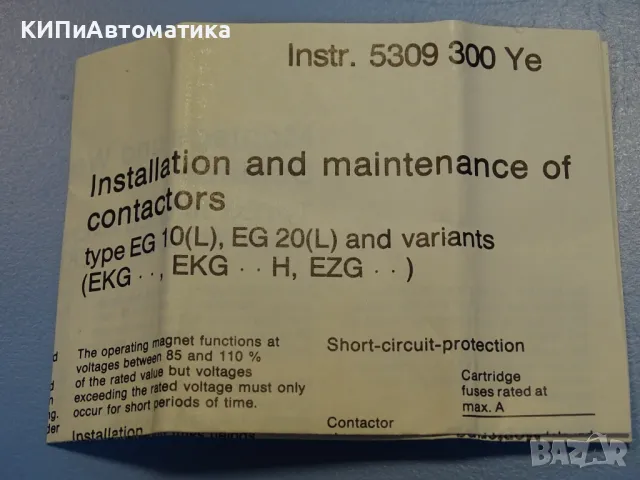 КИПиАвтоматика
Instr. 5309 300 Ye
Installation and maintenance of
contactors
type EG 10(L), EG 20(L) and variants
(EKG · ·, EKG · · H, EZG · · )
The operating magnet functions at
voltages between 85 and 110 %
of the rated value but voltages
exceeding the rated voltage must only
occur for short periods of time.
Installation
Short-circuit-protection
Cartridge
fuses rated at
max. A
Contactor
BAZAR